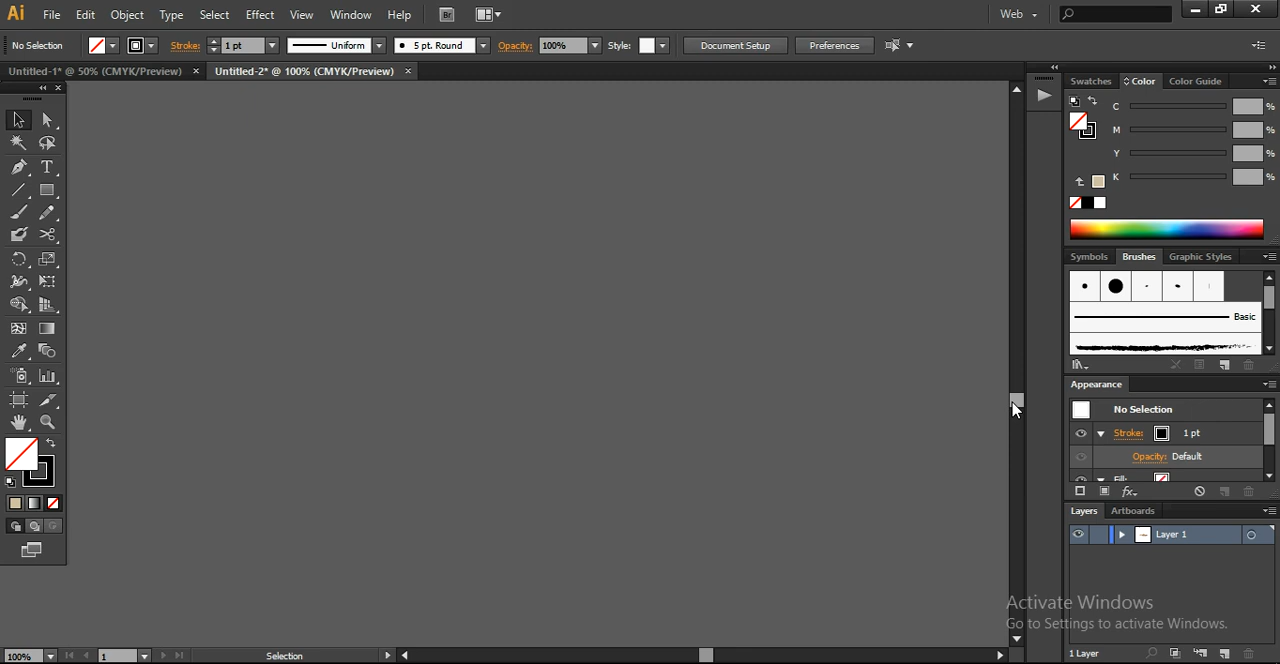 Ai File Edit Object Type Select Effect View Window Help Br Web
No Selection Stroke: 1 pt Uniform 5 pt. Round Opacity: 100% Style: Document Setup Preferences
Untitled-1* @ 50% (CMYK/Preview) × Untitled-2* @ 100% (CMYK/Preview) ×
Swatches Color Color Guide
C %
M %
Y %
K %
T
Symbols Brushes Graphic Styles
Basic
Appearance
No Selection
Stroke: 1 pt
Opacity: Default
Fill:
fx
Layers Artboards
Layer 1
Activate Windows
Go to Settings to activate Windows.
1 Layer
100% 1 Selection